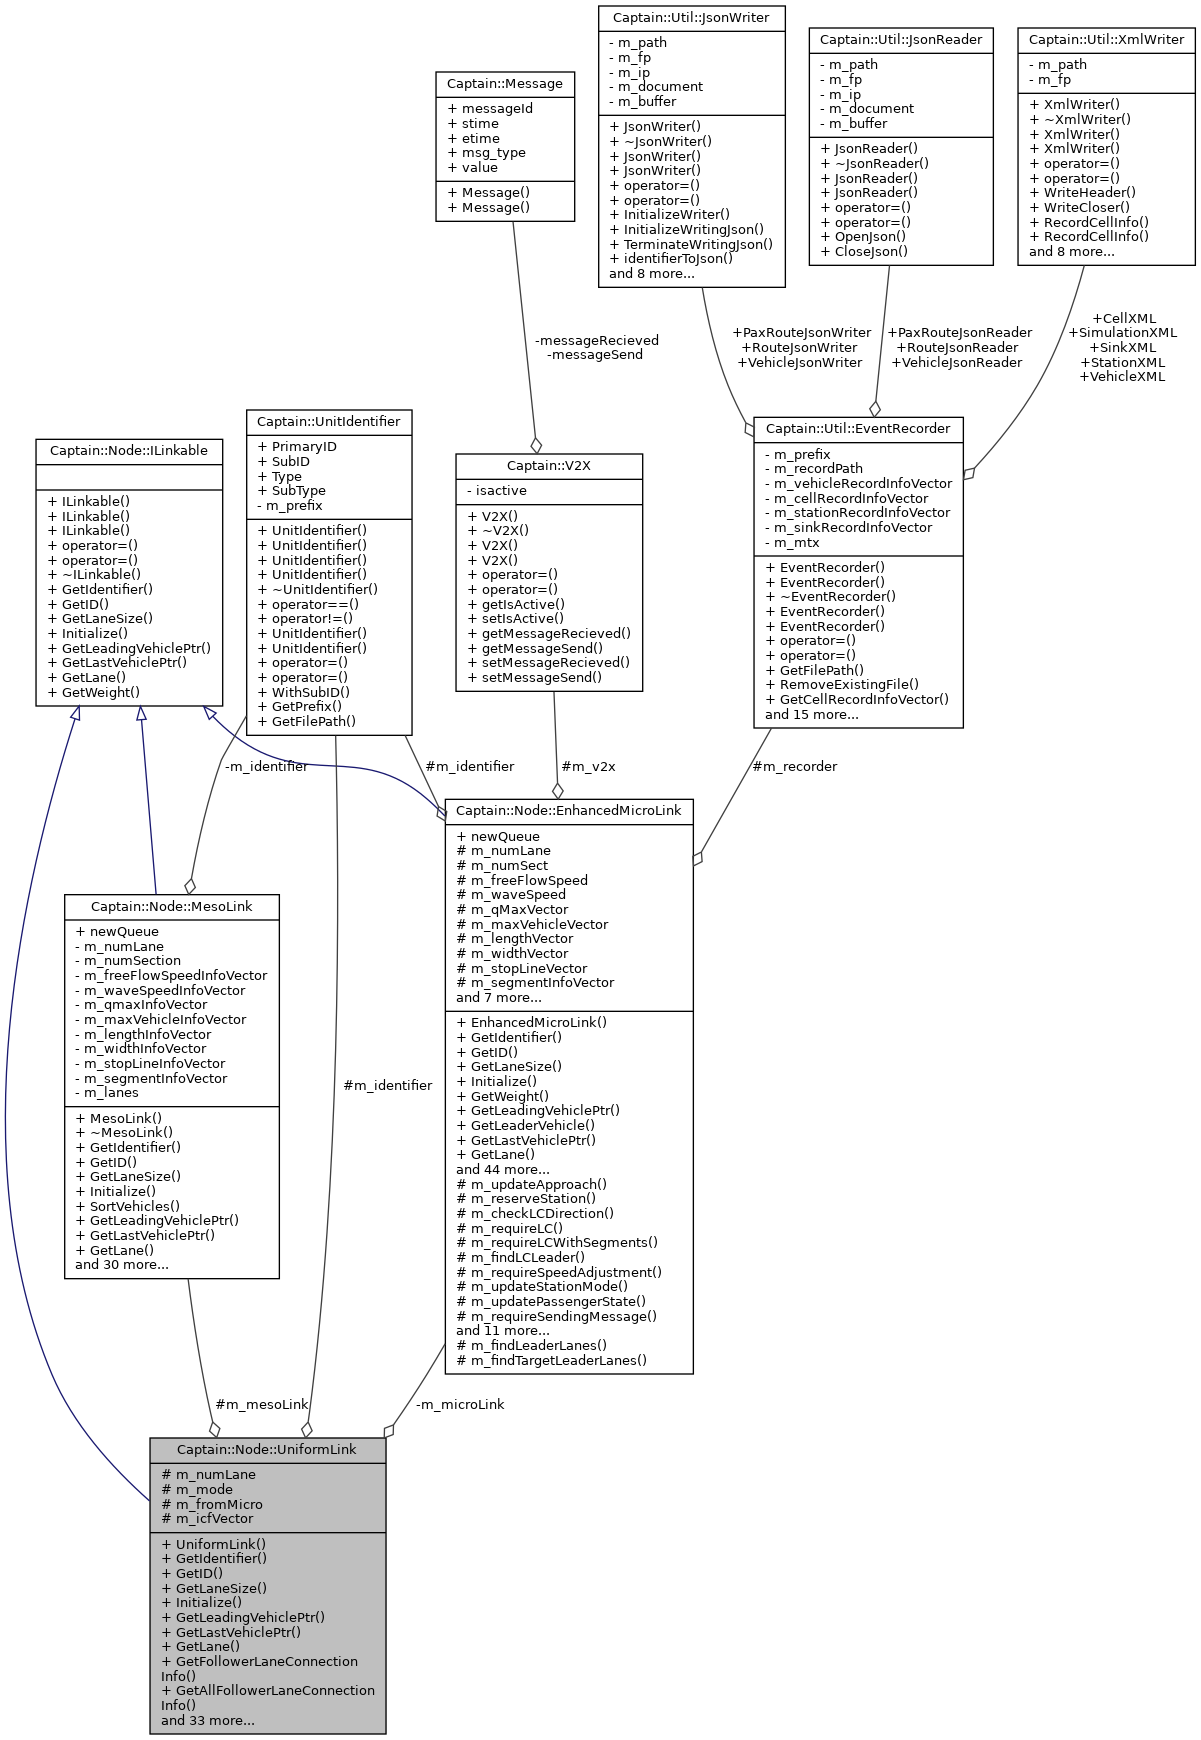 Captain::Util::JsonWriter
- m_path
- m_fp
- m_ip
- m_document
- m_buffer
+ JsonWriter()
+ ~JsonWriter()
+ JsonWriter()
+ JsonWriter()
+ operator=()
+ operator=()
+ InitializeWriter()
+ InitializeWritingJson()
+ TerminateWritingJson()
+ identifierToJson()
and 8 more...
Captain::Util::JsonReader
- m_path
- m_fp
- m_ip
- m_document
- m_buffer
+ JsonReader()
+ ~JsonReader()
+ JsonReader()
+ JsonReader()
+ operator=()
+ operator=()
+ OpenJson()
+ CloseJson()
Captain::Util::XmlWriter
- m_path
- m_fp
+ XmlWriter()
+ ~XmlWriter()
+ XmlWriter()
+ XmlWriter()
+ operator=()
+ operator=()
+ WriteHeader()
+ WriteCloser()
+ RecordCellInfo()
+ RecordCellInfo()
and 8 more...
Captain::Message
+ messageId
+ stime
+ etime
+ msg_type
+ value
+ Message()
+ Message()
-messageRecieved
-messageSend
+PaxRouteJsonWriter
+RouteJsonWriter
+VehicleJsonWriter
+PaxRouteJsonReader
+RouteJsonReader
+VehicleJsonReader
+CellXML
+SimulationXML
+SinkXML
+StationXML
+VehicleXML
Captain::Node::ILinkable
+ ILinkable()
+ ILinkable()
+ ILinkable()
+ operator=()
+ operator=()
+ ~ILinkable()
+ GetIdentifier()
+ GetID()
+ GetLaneSize()
+ Initialize()
+ GetLeadingVehiclePtr()
+ GetLastVehiclePtr()
+ GetLane()
+ GetWeight()
Captain::UnitIdentifier
+ PrimaryID
+ SubID
+ Type
+ SubType
- m_prefix
+ UnitIdentifier()
+ UnitIdentifier()
+ UnitIdentifier()
+ UnitIdentifier()
+ ~UnitIdentifier()
+ operator==()
+ operator!=()
+ UnitIdentifier()
+ UnitIdentifier()
+ operator=()
+ operator=()
+ WithSubID()
+ GetPrefix()
+ GetFilePath()
Captain::V2X
- isactive
+ V2X()
+ ~V2X()
+ V2X()
+ V2X()
+ operator=()
+ operator=()
+ getIsActive()
+ setIsActive()
+ getMessageRecieved()
+ getMessageSend()
+ setMessageRecieved()
+ setMessageSend()
Captain::Util::EventRecorder
- m_prefix
- m_recordPath
- m_vehicleRecordInfoVector
- m_cellRecordInfoVector
- m_stationRecordInfoVector
- m_sinkRecordInfoVector
- m_mtx
+ EventRecorder()
+ EventRecorder()
+ ~EventRecorder()
+ EventRecorder()
+ EventRecorder()
+ operator=()
+ operator=()
+ GetFilePath()
+ RemoveExistingFile()
+ GetCellRecordInfoVector()
and 15 more...
-m_identifier
#m_identifier
#m_v2x
#m_recorder
Captain::Node::EnhancedMicroLink
+ newQueue
# m_numLane
# m_numSect
# m_freeFlowSpeed
# m_waveSpeed
# m_qMaxVector
# m_maxVehicleVector
# m_lengthVector
# m_widthVector
# m_stopLineVector
# m_segmentInfoVector
and 7 more...
+ EnhancedMicroLink()
+ GetIdentifier()
+ GetID()
+ GetLaneSize()
+ Initialize()
+ GetWeight()
+ GetLeadingVehiclePtr()
+ GetLeaderVehicle()
+ GetLastVehiclePtr()
+ GetLane()
and 44 more...
# m_updateApproach()
# m_reserveStation()
# m_checkLCDirection()
# m_requireLC()
# m_requireLCWithSegments()
# m_findLCLeader()
# m_requireSpeedAdjustment()
# m_updateStationMode()
# m_updatePassengerState()
# m_requireSendingMessage()
and 11 more...
# m_findLeaderLanes()
# m_findTargetLeaderLanes()
Captain::Node::MesoLink
+ newQueue
- m_numLane
- m_numSection
- m_freeFlowSpeedInfoVector
- m_waveSpeedInfoVector
- m_qmaxInfoVector
- m_maxVehicleInfoVector
- m_lengthInfoVector
- m_widthInfoVector
- m_stopLineInfoVector
- m_segmentInfoVector
- m_lanes
+ MesoLink()
+ ~MesoLink()
+ GetIdentifier()
+ GetID()
+ GetLaneSize()
+ Initialize()
+ SortVehicles()
+ GetLeadingVehiclePtr()
+ GetLastVehiclePtr()
+ GetLane()
and 30 more...
#m_identifier
#m_mesoLink
-m_microLink
Captain::Node::UniformLink
# m_numLane
# m_mode
# m_fromMicro
# m_icfVector
+ UniformLink()
+ GetIdentifier()
+ GetID()
+ GetLaneSize()
+ Initialize()
+ GetLeadingVehiclePtr()
+ GetLastVehiclePtr()
+ GetLane()
+ GetFollowerLaneConnection
Info()
+ GetAllFollowerLaneConnection
Info()
and 33 more...